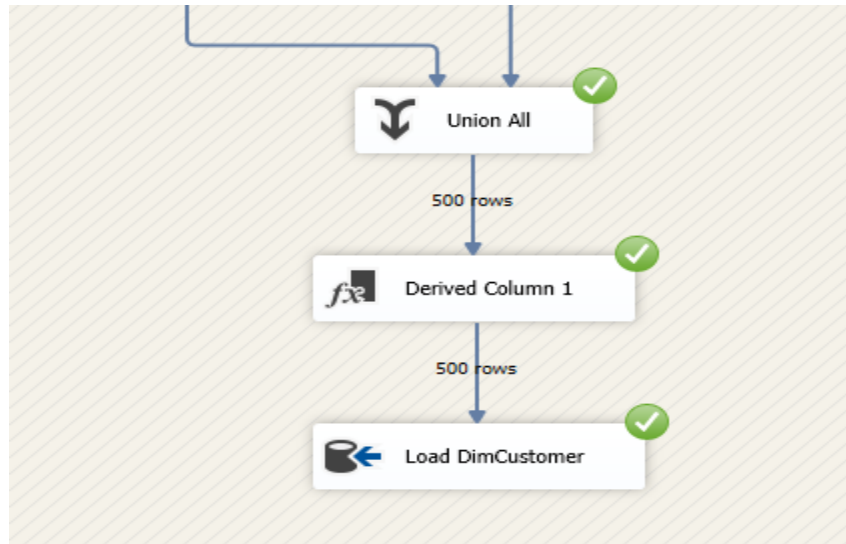 Union All
500 rows
Derived Column 1
500 rows
Load DimCustomer